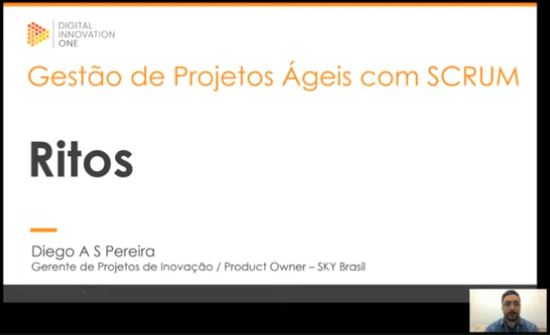 DIGITAL
INNOVATION
ONE
Gestão de Projetos Ágeis com SCRUM
Ritos
Diego A S Pereira
Gerente de Projetos de Inovação / Product Owner – SKY Brasil